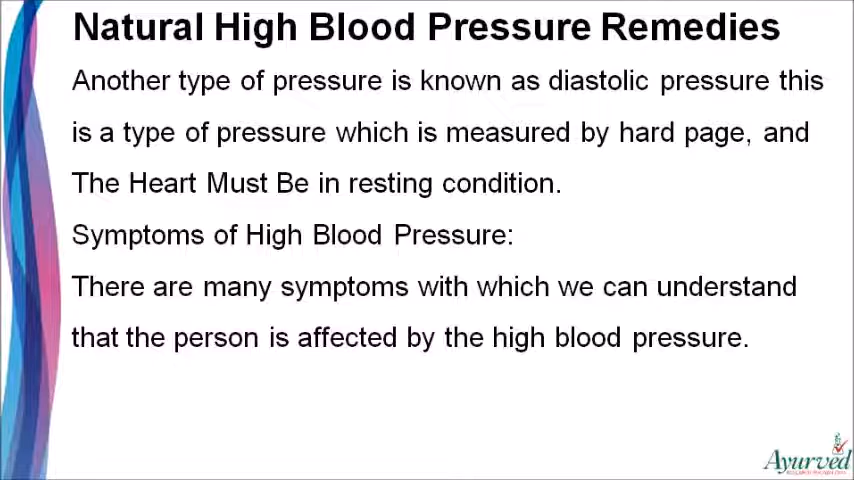 Natural High Blood Pressure Remedies
Another type of pressure is known as diastolic pressure this
is a type of pressure which is measured by hard page, and
The Heart Must Be in resting condition.
Symptoms of High Blood Pressure:
There are many symptoms with which we can understand
that the person is affected by the high blood pressure.
Ayurved